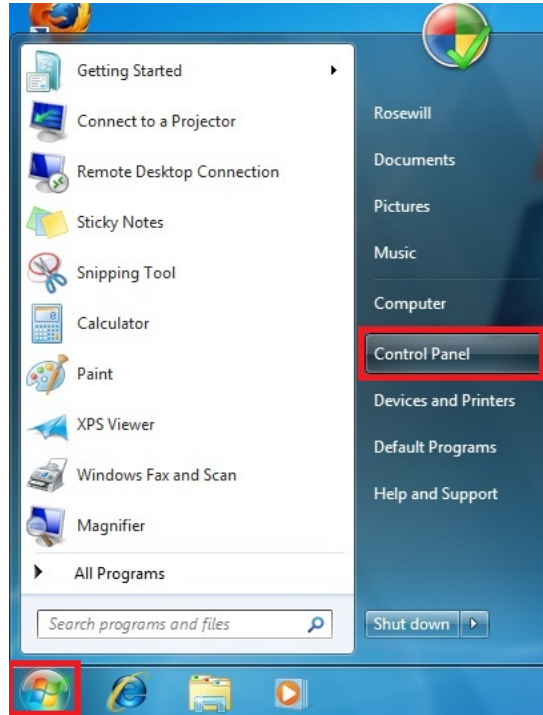 Getting Started
Connect to a Projector
Remote Desktop Connection
Sticky Notes
Snipping Tool
Calculator
Paint
XPS Viewer
Windows Fax and Scan
Magnifier
All Programs
Search programs and files
Rosewill
Documents
Pictures
Music
Computer
Control Panel
Devices and Printers
Default Programs
Help and Support
Shut down